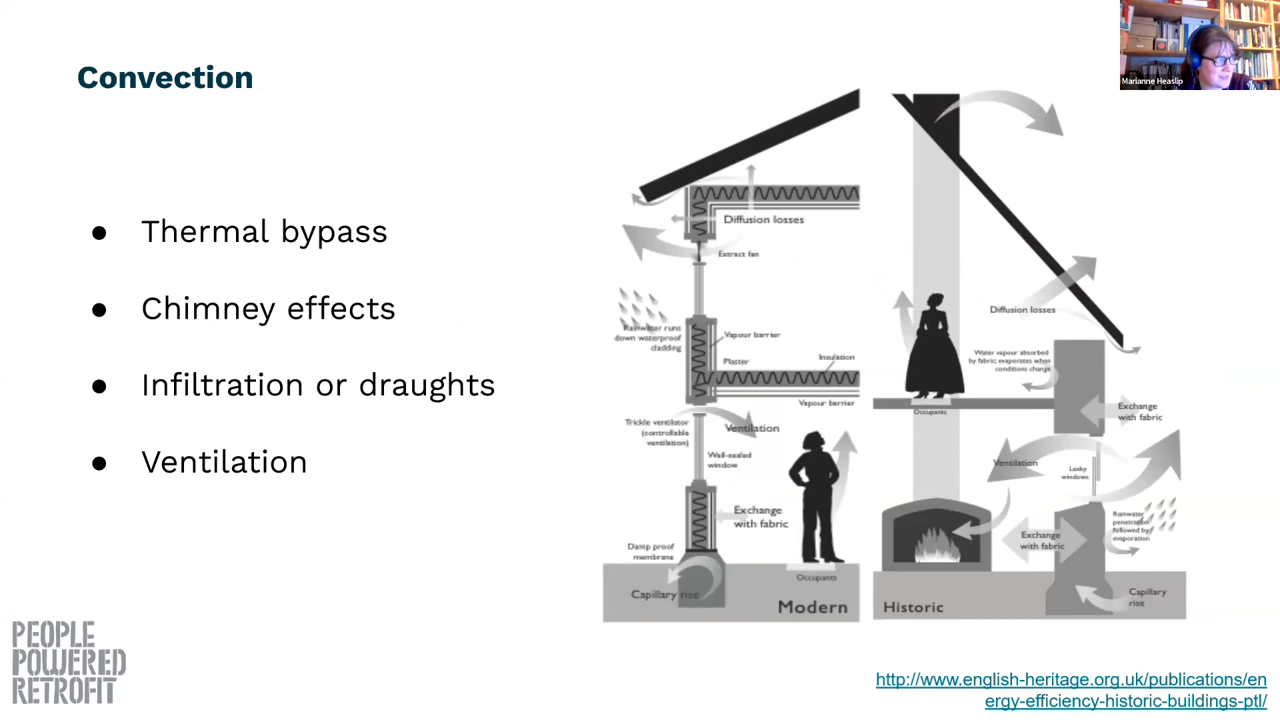 Convection
Marianne Heaslip
● Thermal bypass
● Chimney effects
● Infiltration or draughts
● Ventilation
Diffusion losses
Extract fan
Rainwater runs
down waterproof
cladding
Vapour barrier
Plaster
Insulation
Vapour barrier
Trickle ventilator
(controllable
ventilation)
Ventilation
Well-sealed
window
Exchange
with fabric
Damp proof
membrane
Occupants
Capillary rise
Modern
Diffusion losses
Water vapour absorbed
by fabric evaporates when
conditions change
Occupants
Exchange
with fabric
Ventilation
Leaky
windows
Rainwater
penetration
followed by
evaporation
Exchange
with fabric
Capillary
rise
Historic
PEOPLE
POWERED
RETROFIT
http://www.english-heritage.org.uk/publications/en
ergy-efficiency-historic-buildings-ptl/